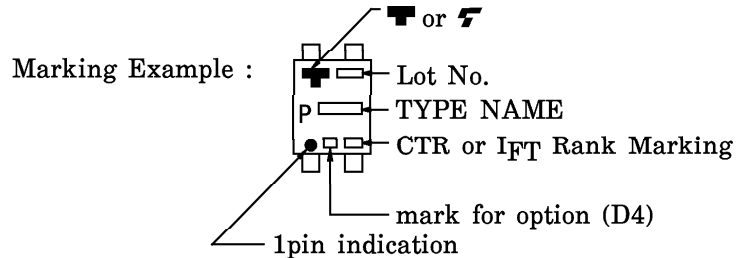 or
Marking Example :
Lot No.
P
TYPE NAME
CTR or IFT Rank Marking
mark for option (D4)
1pin indication